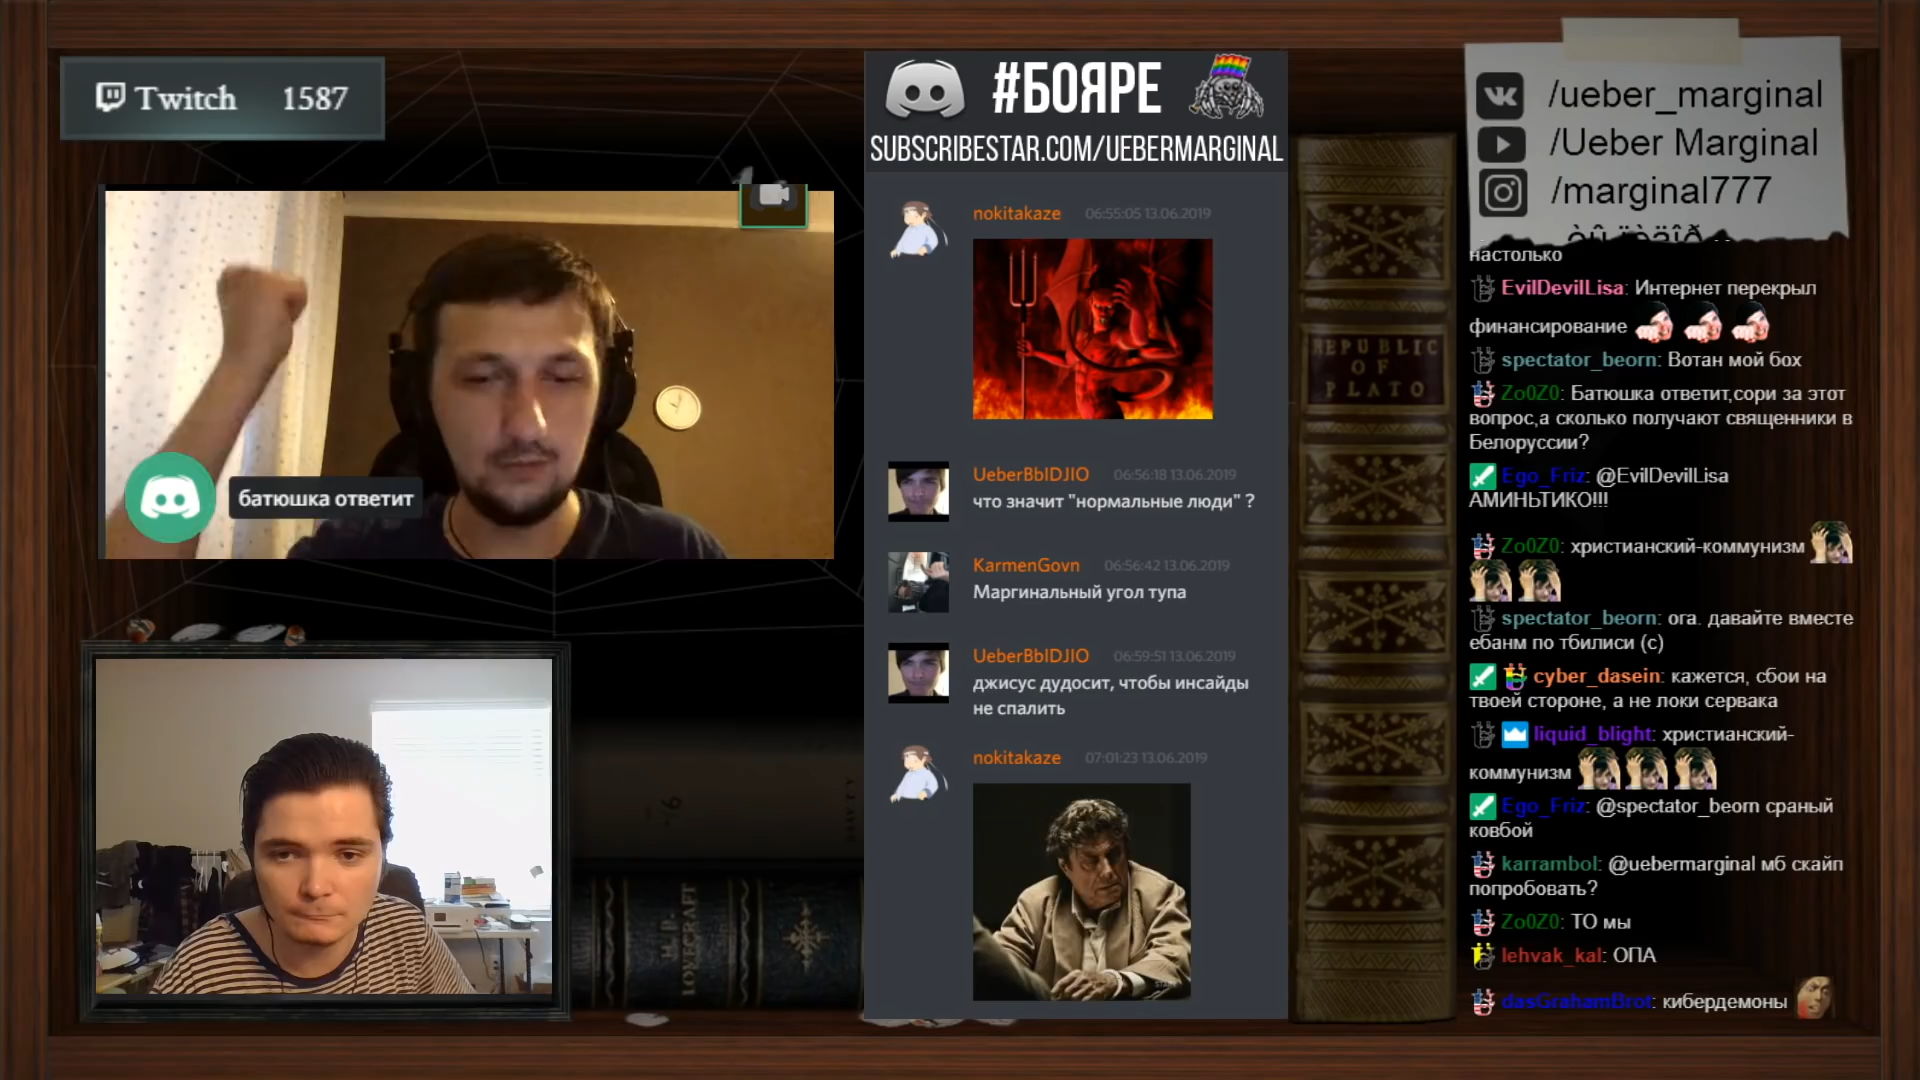 Twitch 1587
батюшка ответит
#БОЯРЕ
SUBSCRIBESTAR.COM/UEBERMARGINAL
nokitakaze 06:55:05 13.06.2019
UeberBbIDJIO 06:56:18 13.06.2019
что значит "нормальные люди" ?
KarmenGovn 06:56:42 13.06.2019
Маргинальный угол тупа
UeberBbIDJIO 06:59:51 13.06.2019
джисус дудосит, чтобы инсайды
не спалить
nokitakaze 07:01:23 13.06.2019
REPUBLIC
OF
PLATO
H. P.
LOVECRAFT
/ueber_marginal
/Ueber Marginal
/marginal777
настолько
EvilDevilLisa: Интернет перекрыл
финансирование
spectator_beorn: Вотан мой бох
Zo0Z0: Батюшка ответит,сори за этот
вопрос,а сколько получают священники в
Белоруссии?
Ego_Friz: @EvilDevilLisa
АМИНЬТИКО!!!
Zo0Z0: христианский-коммунизм
spectator_beorn: ога. давайте вместе
ебанм по тбилиси (с)
cyber_dasein: кажется, сбои на
твоей стороне, а не локи сервака
liquid_blight: христианский-
коммунизм
Ego_Friz: @spectator_beorn сраный
ковбой
karrambol: @uebermarginal мб скайп
попробовать?
Zo0Z0: ТО мы
lehvak_kal: ОПА
dasGrahamBrot: кибердемоны